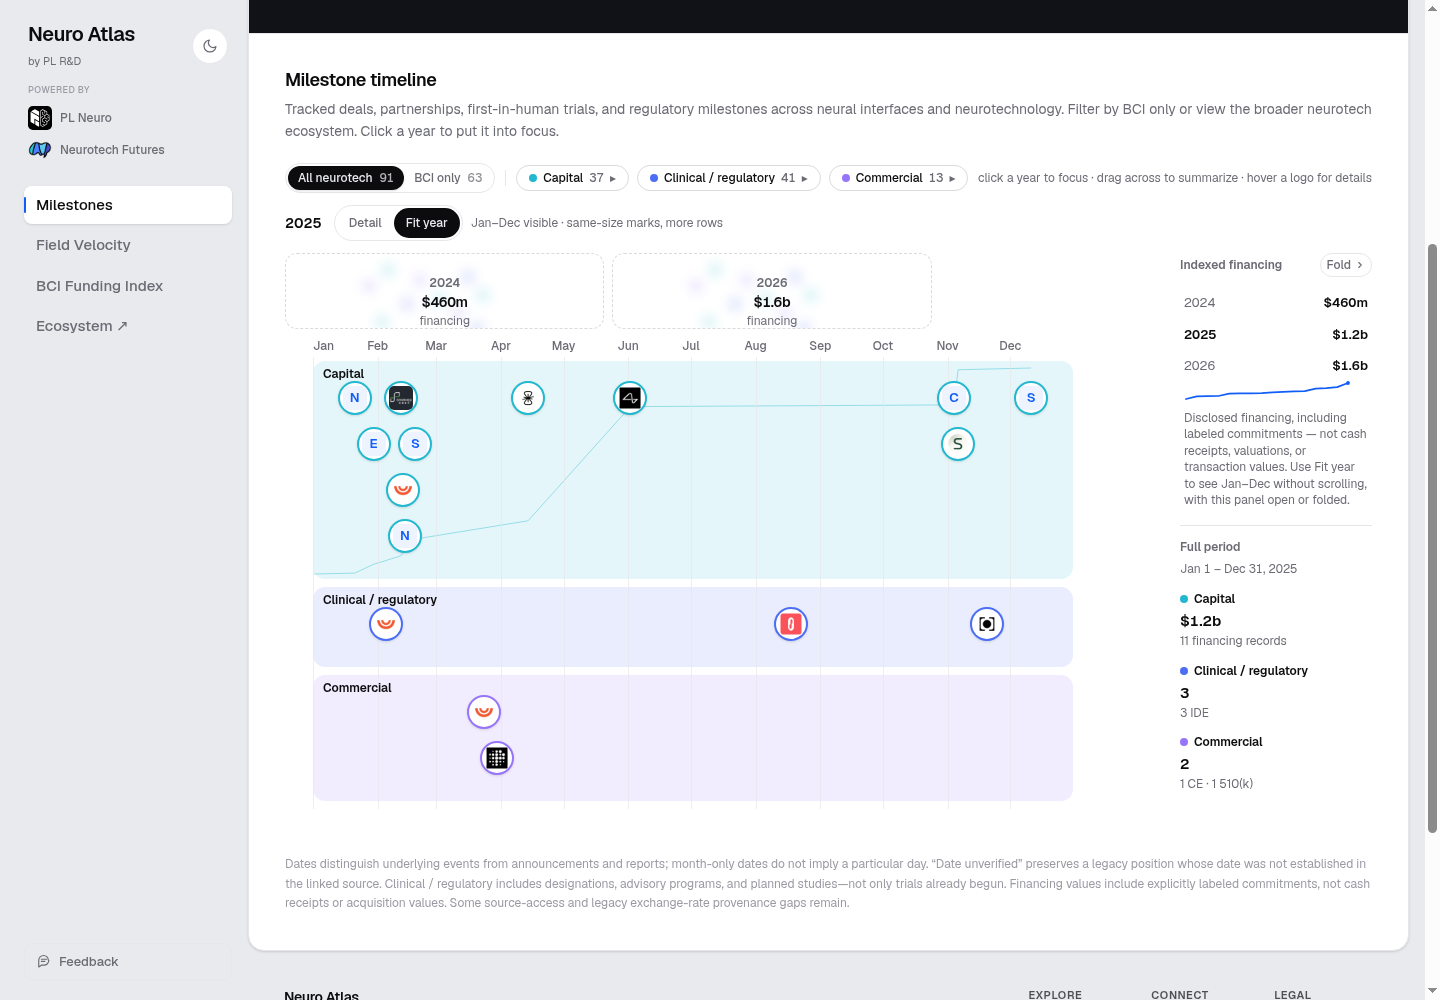 Neuro Atlas
by PL R&D
POWERED BY
PL Neuro
Neurotech Futures
Milestones
Field Velocity
BCI Funding Index
Ecosystem ↗
Feedback
Milestone timeline
Tracked deals, partnerships, first-in-human trials, and regulatory milestones across neural interfaces and neurotechnology. Filter by BCI only or view the broader neurotech
ecosystem. Click a year to put it into focus.
All neurotech 91 BCI only 63 Capital 37 ▸ Clinical / regulatory 41 ▸ Commercial 13 ▸ click a year to focus · drag across to summarize · hover a logo for details
2025 Detail Fit year Jan–Dec visible · same-size marks, more rows
2024
$460m
financing
2026
$1.6b
financing
Jan Feb Mar Apr May Jun Jul Aug Sep Oct Nov Dec
Capital
N C S
E S S
N
Clinical / regulatory
Commercial
Indexed financing Fold ›
2024 $460m
2025 $1.2b
2026 $1.6b
Disclosed financing, including
labeled commitments — not cash
receipts, valuations, or
transaction values. Use Fit year
to see Jan–Dec without scrolling,
with this panel open or folded.
Full period
Jan 1 – Dec 31, 2025
Capital
$1.2b
11 financing records
Clinical / regulatory
3
3 IDE
Commercial
2
1 CE · 1 510(k)
Dates distinguish underlying events from announcements and reports; month-only dates do not imply a particular day. “Date unverified” preserves a legacy position whose date was not established in
the linked source. Clinical / regulatory includes designations, advisory programs, and planned studies—not only trials already begun. Financing values include explicitly labeled commitments, not cash
receipts or acquisition values. Some source-access and legacy exchange-rate provenance gaps remain.
Neuro Atlas EXPLORE CONNECT LEGAL